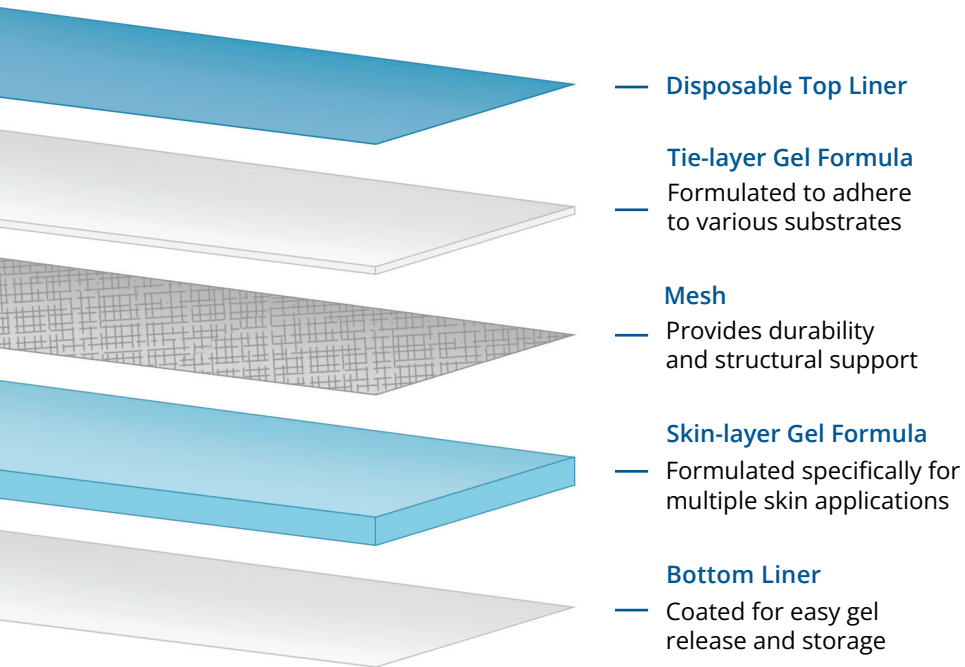 Disposable Top Liner
Tie-layer Gel Formula
Formulated to adhere
to various substrates
Mesh
Provides durability
and structural support
Skin-layer Gel Formula
Formulated specifically for
multiple skin applications
Bottom Liner
Coated for easy gel
release and storage